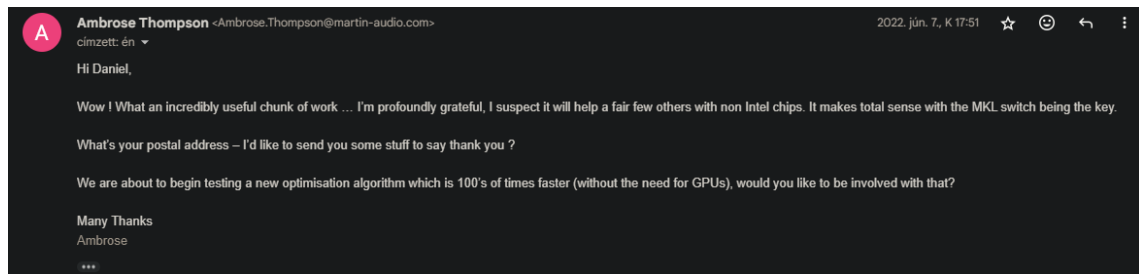 A
Ambrose Thompson <Ambrose.Thompson@martin-audio.com>
2022. jún. 7., K 17:51
címzett: én
Hi Daniel,
Wow ! What an incredibly useful chunk of work … I'm profoundly grateful, I suspect it will help a fair few others with non Intel chips. It makes total sense with the MKL switch being the key.
What's your postal address – I'd like to send you some stuff to say thank you ?
We are about to begin testing a new optimisation algorithm which is 100's of times faster (without the need for GPUs), would you like to be involved with that?
Many Thanks
Ambrose